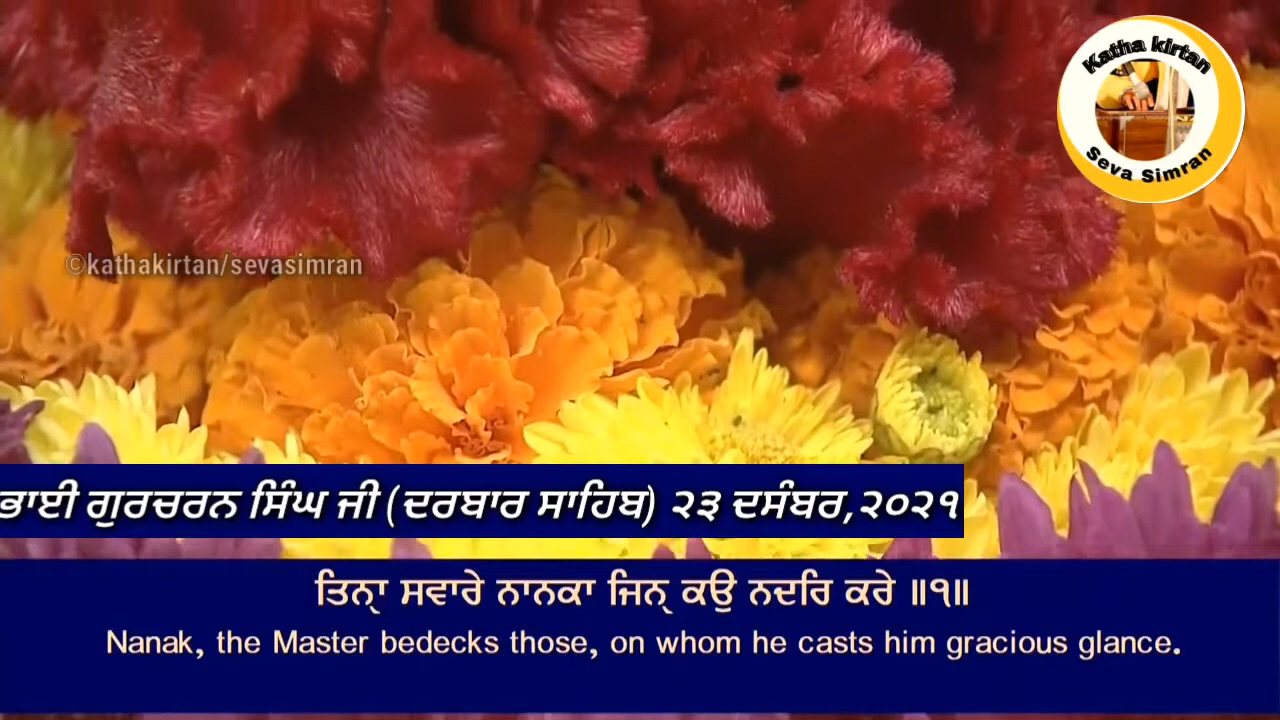 Katha kirtan
Seva Simran
©kathakirtan/sevasimran
ਭਾਈ ਗੁਰਚਰਨ ਸਿੰਘ ਜੀ (ਦਰਬਾਰ ਸਾਹਿਬ) ੨੩ ਦਸੰਬਰ,੨੦੨੧
ਤਿਨੑਾ ਸਵਾਰੇ ਨਾਨਕਾ ਜਿਨੑ ਕਉ ਨਦਰਿ ਕਰੇ ॥੧॥
Nanak, the Master bedecks those, on whom he casts him gracious glance.